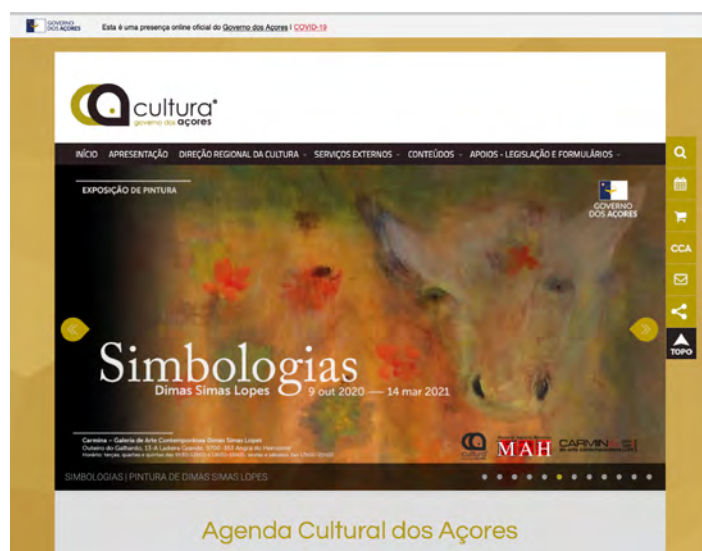 GOVERNO
DOS AÇORES
Esta é uma presença online oficial do Governo dos Açores | COVID-19
cultura
governo dos açores
INÍCIO APRESENTAÇÃO DIREÇÃO REGIONAL DA CULTURA SERVIÇOS EXTERNOS CONTEÚDOS APOIOS - LEGISLAÇÃO E FORMULÁRIOS
EXPOSIÇÃO DE PINTURA
GOVERNO
DOS AÇORES
CCA
TOPO
Simbologias
Dimas Simas Lopes 9 out 2020 — 14 mar 2021
Carmina – Galeria de Arte Contemporânea Dimas Simas Lopes
MAH
SIMBOLOGIAS | PINTURA DE DIMAS SIMAS LOPES
Agenda Cultural dos Açores